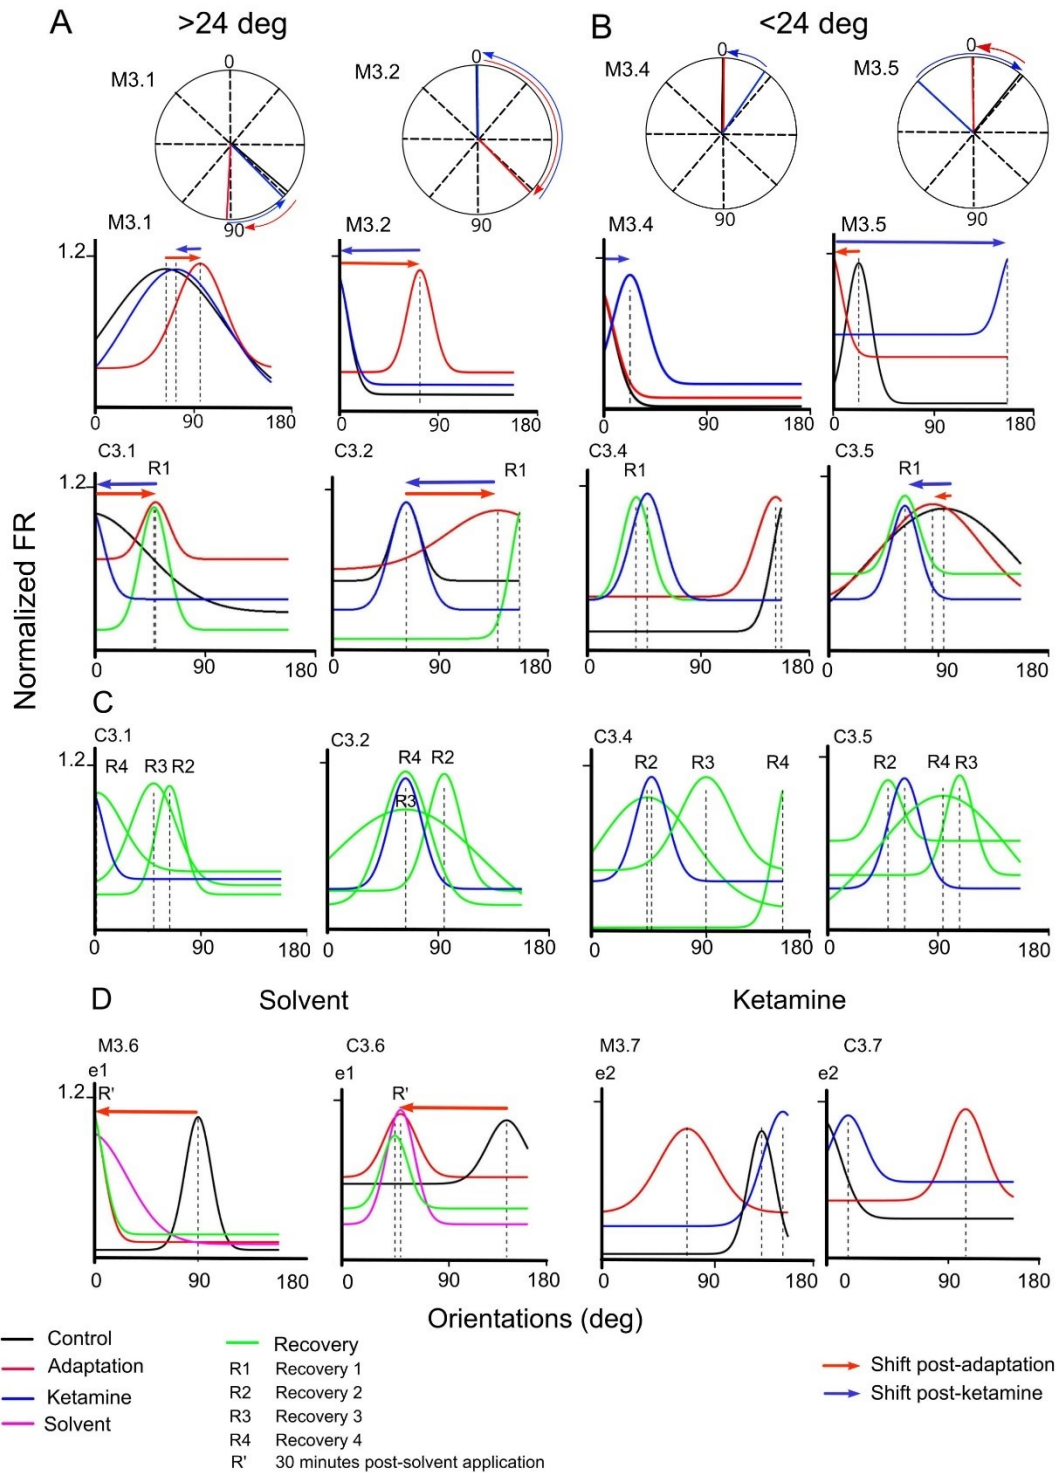 A >24 deg B <24 deg
M3.1 0 90
M3.2 0 90
M3.4 0 90
M3.5 0 90
Normalized FR
M3.1 1.2 0 90 180
M3.2 0 90 180
M3.4 0 90 180
M3.5 0 90 180
C3.1 R1 1.2 0 90 180
C3.2 R1 0 90 180
C3.4 R1 0 90 180
C3.5 R1 0 90 180
C
C3.1 1.2 R4 R3 R2 0 90 180
C3.2 R4 R2 R3 0 90 180
C3.4 R2 R3 R4 0 90 180
C3.5 R2 R4 R3 0 90 180
D Solvent Ketamine
M3.6 e1 1.2 R' 0 90 180
C3.6 e1 R' 0 90 180
M3.7 e2 0 90 180
C3.7 e2 0 90 180
Orientations (deg)
Control
Adaptation
Ketamine
Solvent
Recovery
R1 Recovery 1
R2 Recovery 2
R3 Recovery 3
R4 Recovery 4
R' 30 minutes post-solvent application
Shift post-adaptation
Shift post-ketamine